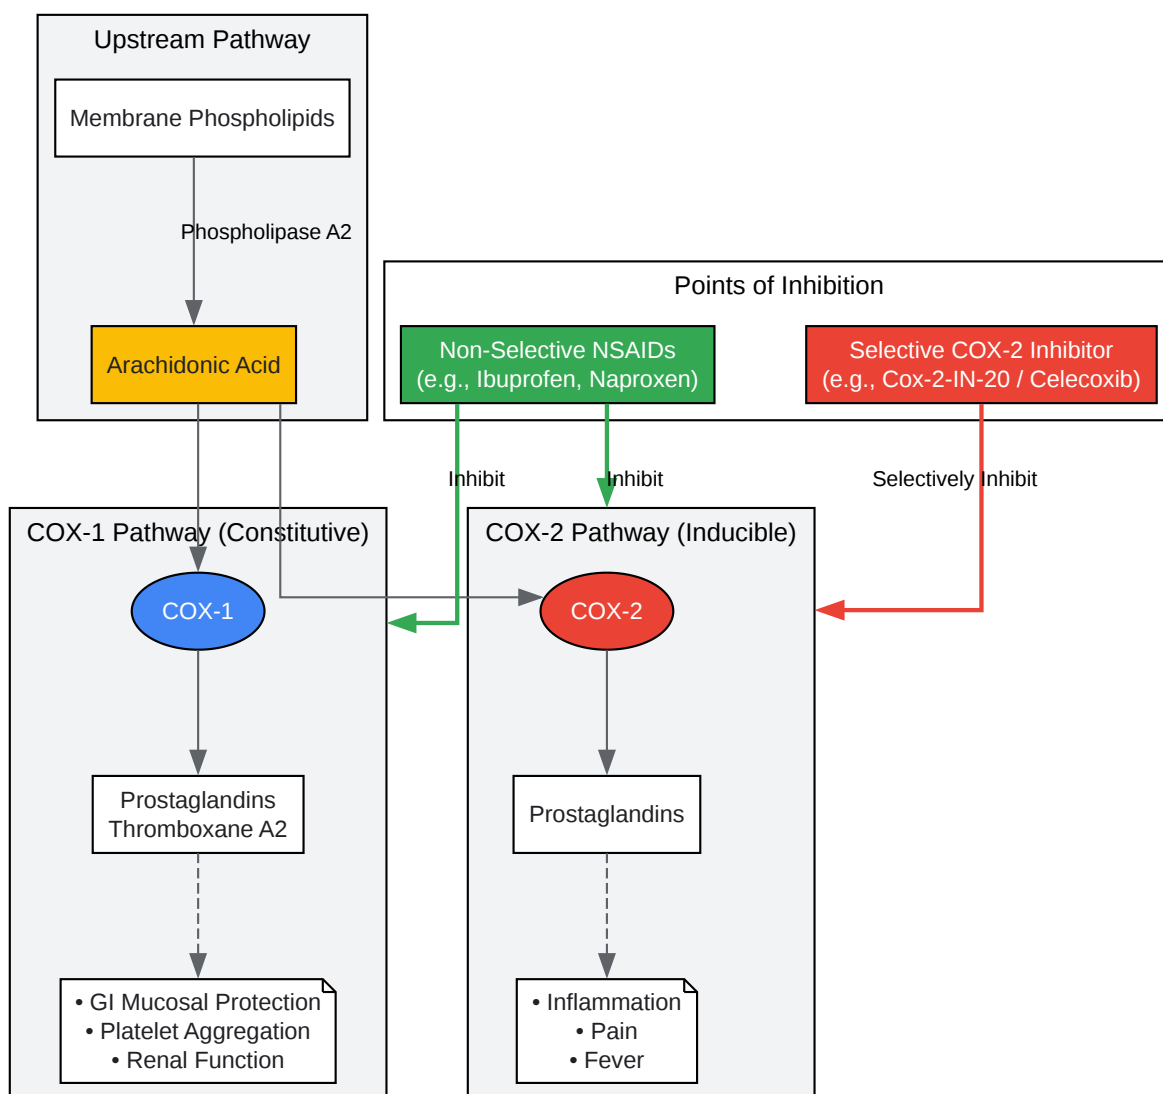 Upstream Pathway
Membrane Phospholipids
Phospholipase A2
Arachidonic Acid
Points of Inhibition
Non-Selective NSAIDs
(e.g., Ibuprofen, Naproxen)
Selective COX-2 Inhibitor
(e.g., Cox-2-IN-20 / Celecoxib)
Inhibit
Inhibit
Selectively Inhibit
COX-1 Pathway (Constitutive)
COX-1
Prostaglandins
Thromboxane A2
• GI Mucosal Protection
• Platelet Aggregation
• Renal Function
COX-2 Pathway (Inducible)
COX-2
Prostaglandins
• Inflammation
• Pain
• Fever